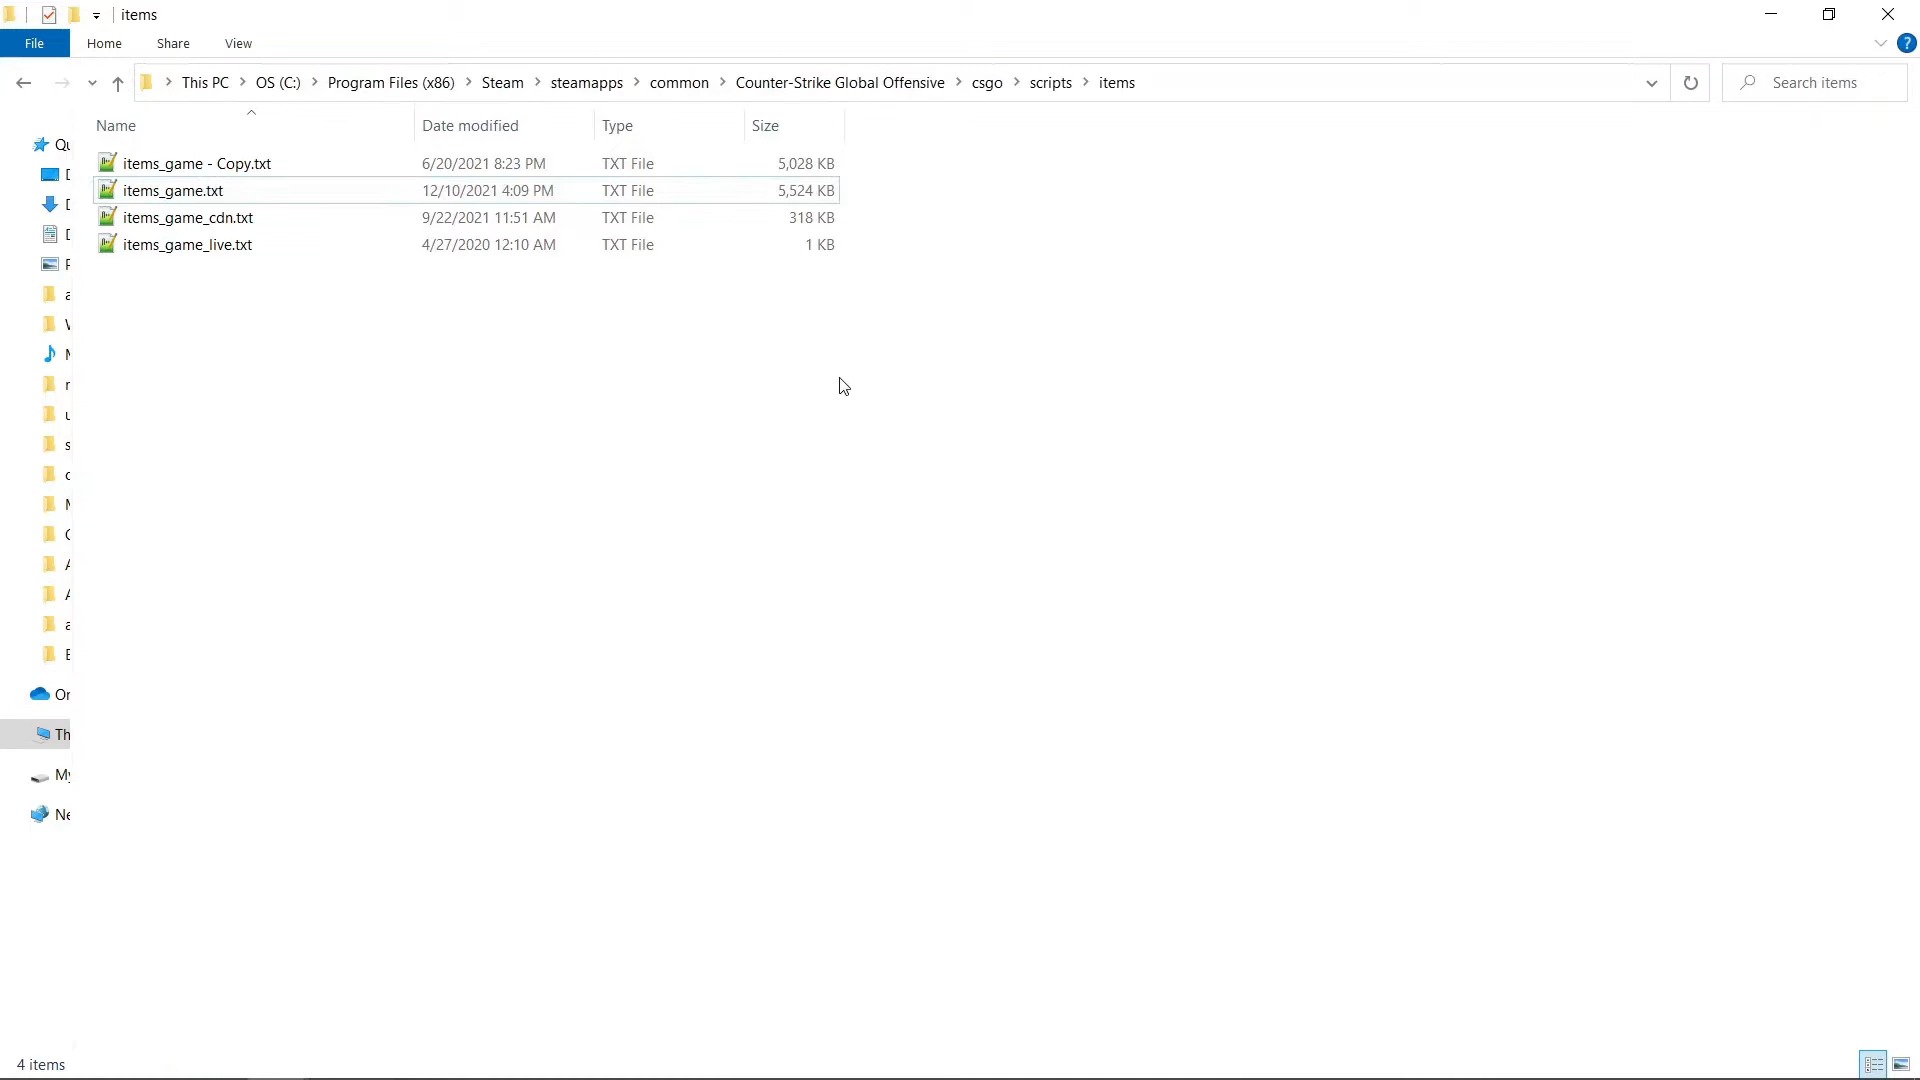 items
File Home Share View
This PC OS (C:) Program Files (x86) Steam steamapps common Counter-Strike Global Offensive csgo scripts items
Search items
Name Date modified Type Size
items_game - Copy.txt 6/20/2021 8:23 PM TXT File 5,028 KB
items_game.txt 12/10/2021 4:09 PM TXT File 5,524 KB
items_game_cdn.txt 9/22/2021 11:51 AM TXT File 318 KB
items_game_live.txt 4/27/2020 12:10 AM TXT File 1 KB
4 items